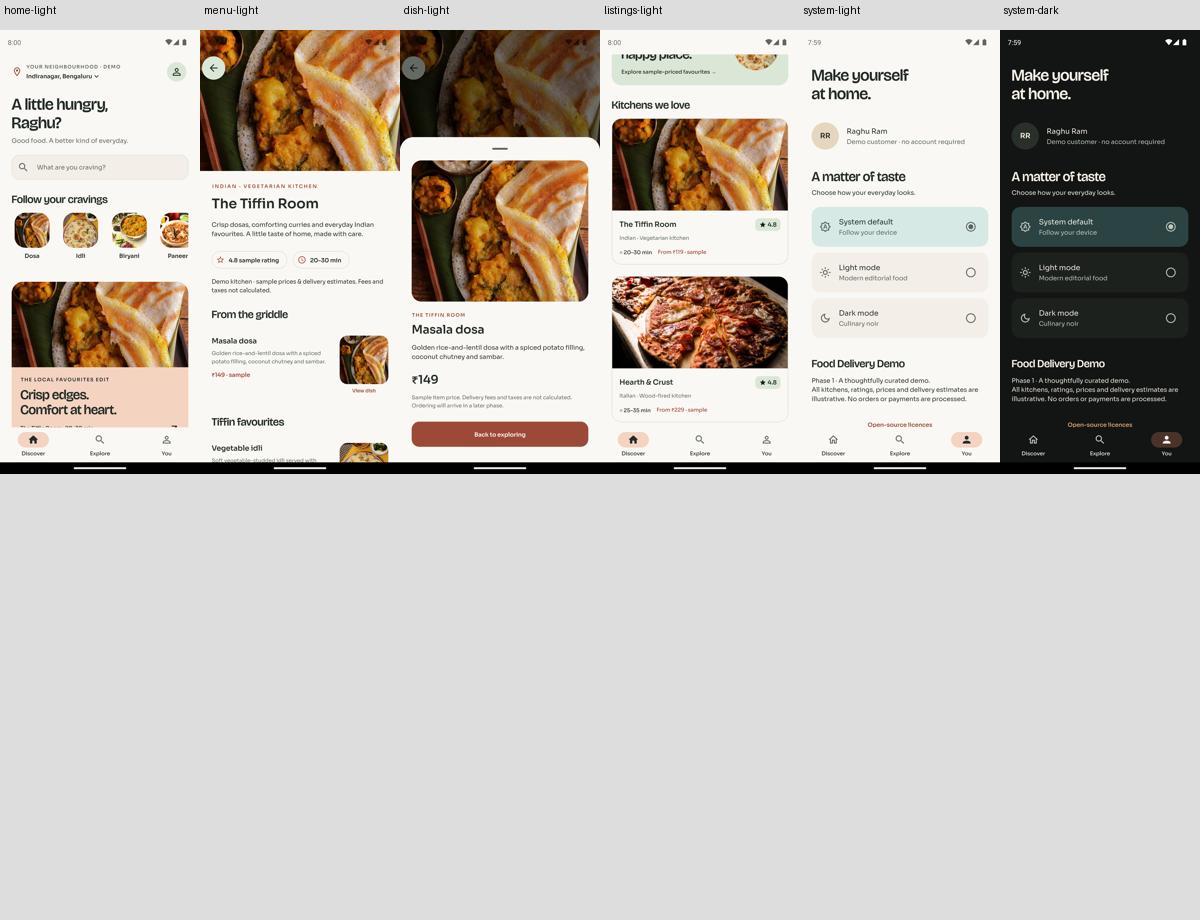 home-light
menu-light
dish-light
listings-light
system-light
system-dark
8:00
YOUR NEIGHBOURHOOD · DEMO
Indiranagar, Bengaluru
A little hungry,
Raghu?
Good food. A better kind of everyday.
What are you craving?
Follow your cravings
Dosa
Idli
Biryani
Paneer
THE LOCAL FAVOURITES EDIT
Crisp edges.
Comfort at heart.
Discover
Explore
You
INDIAN · VEGETARIAN KITCHEN
The Tiffin Room
Crisp dosas, comforting curries and everyday Indian
favourites. A little taste of home, made with care.
4.8 sample rating
20–30 min
Demo kitchen · sample prices & delivery estimates. Fees and
taxes not calculated.
From the griddle
Masala dosa
Golden rice-and-lentil dosa with a spiced
potato filling, coconut chutney and sambar.
₹149 · sample
View dish
Tiffin favourites
Vegetable idli
Soft vegetable-studded idli served with
THE TIFFIN ROOM
Masala dosa
Golden rice-and-lentil dosa with a spiced potato filling,
coconut chutney and sambar.
₹149
Sample item price. Delivery fees and taxes are not calculated.
Ordering will arrive in a later phase.
Back to exploring
8:00
happy place.
Explore sample-priced favourites →
Kitchens we love
The Tiffin Room
★ 4.8
Indian · Vegetarian kitchen
20–30 min
From ₹119 · sample
Hearth & Crust
★ 4.8
Italian · Wood-fired kitchen
25–35 min
From ₹229 · sample
Discover
Explore
You
7:59
Make yourself
at home.
RR
Raghu Ram
Demo customer · no account required
A matter of taste
Choose how your everyday looks.
System default
Follow your device
Light mode
Modern editorial food
Dark mode
Culinary noir
Food Delivery Demo
Phase 1 · A thoughtfully curated demo.
All kitchens, ratings, prices and delivery estimates are
illustrative. No orders or payments are processed.
Open-source licences
Discover
Explore
You
7:59
Make yourself
at home.
RR
Raghu Ram
Demo customer · no account required
A matter of taste
Choose how your everyday looks.
System default
Follow your device
Light mode
Modern editorial food
Dark mode
Culinary noir
Food Delivery Demo
Phase 1 · A thoughtfully curated demo.
All kitchens, ratings, prices and delivery estimates are
illustrative. No orders or payments are processed.
Open-source licences
Discover
Explore
You